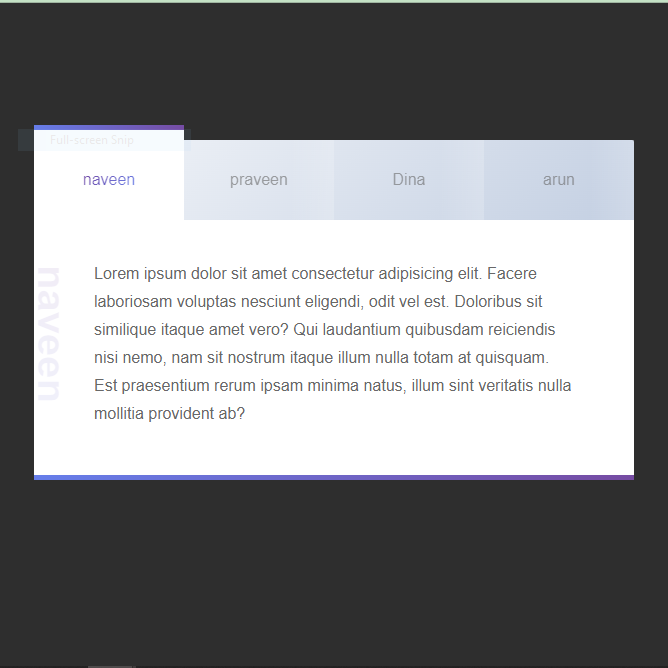 Full-screen Snip
naveen
praveen
Dina
arun
naveen
Lorem ipsum dolor sit amet consectetur adipisicing elit. Facere
laboriosam voluptas nesciunt eligendi, odit vel est. Doloribus sit
similique itaque amet vero? Qui laudantium quibusdam reiciendis
nisi nemo, nam sit nostrum itaque illum nulla totam at quisquam.
Est praesentium rerum ipsam minima natus, illum sint veritatis nulla
mollitia provident ab?